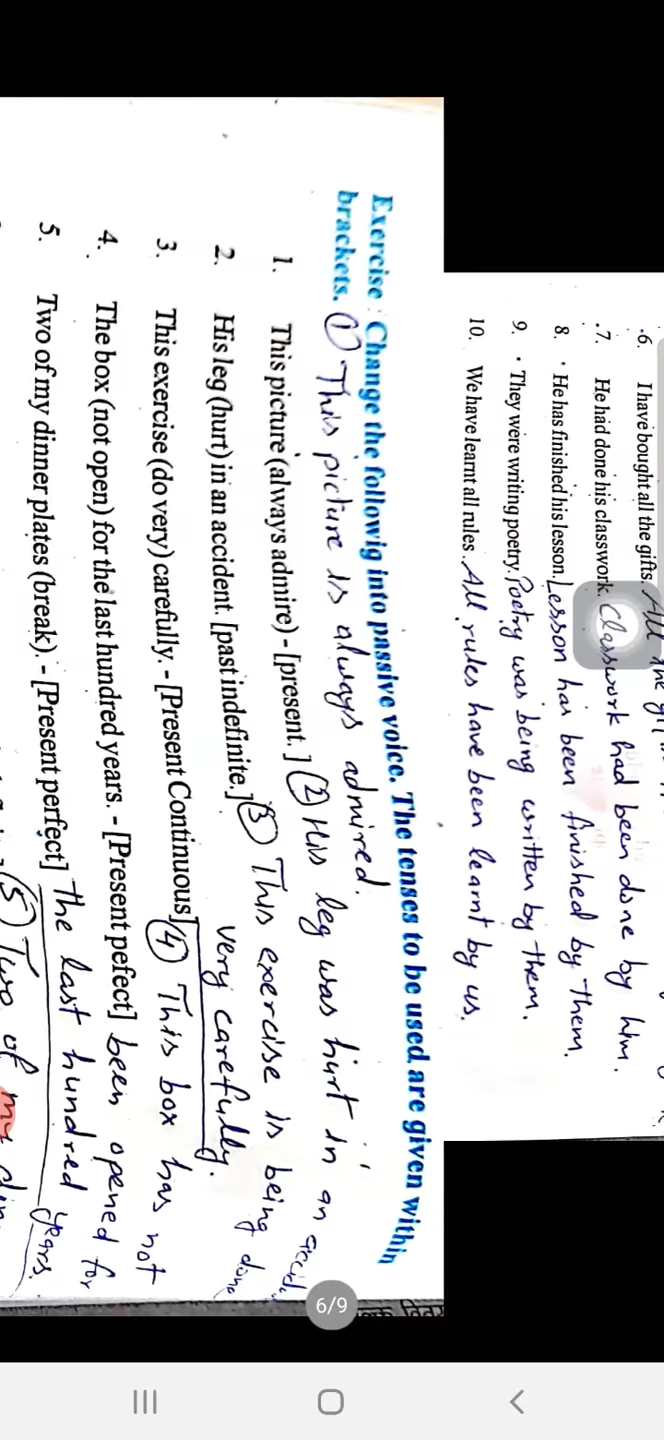 .6. I have bought all the gifts. All the
.7. He had done his classwork. Classwork had been done by him.
8. · He has finished his lesson. Lesson has been finished by them.
9. · They were writing poetry. Poetry was being written by them.
10. We have learnt all rules. All rules have been learnt by us.
Exercise : Change the followig into passive voice. The tenses to be used are given within
brackets. (1) This picture is always admired.
1. This picture (always admire) - [present. ] (2) His leg was hurt in an
2. His leg (hurt) in an accident. [past indefinite.] (3) This exercise is being done
very carefully.
3. This exercise (do very) carefully. - [Present Continuous] (4) This box has not
4. The box (not open) for the last hundred years. - [Present pefect] been opened for
5. Two of my dinner plates (break). - [Present perfect] the last hundred years.
(5) Two of my
6/9